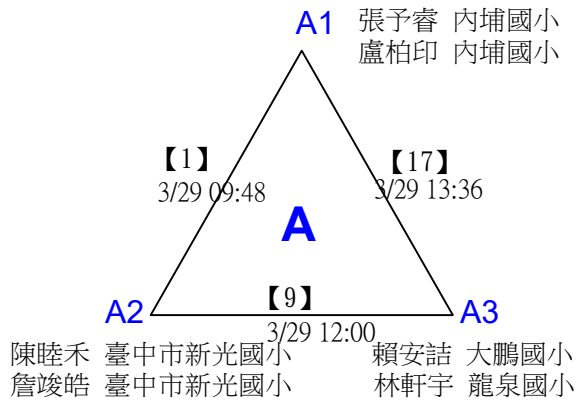 A1 張予睿 內埔國小
盧柏印 內埔國小
【1】
3/29 09:48
【17】
3/29 13:36
A
【9】
3/29 12:00
A2
陳睦禾 臺中市新光國小
詹竣皓 臺中市新光國小
A3
賴安詰 大鵬國小
林軒宇 龍泉國小